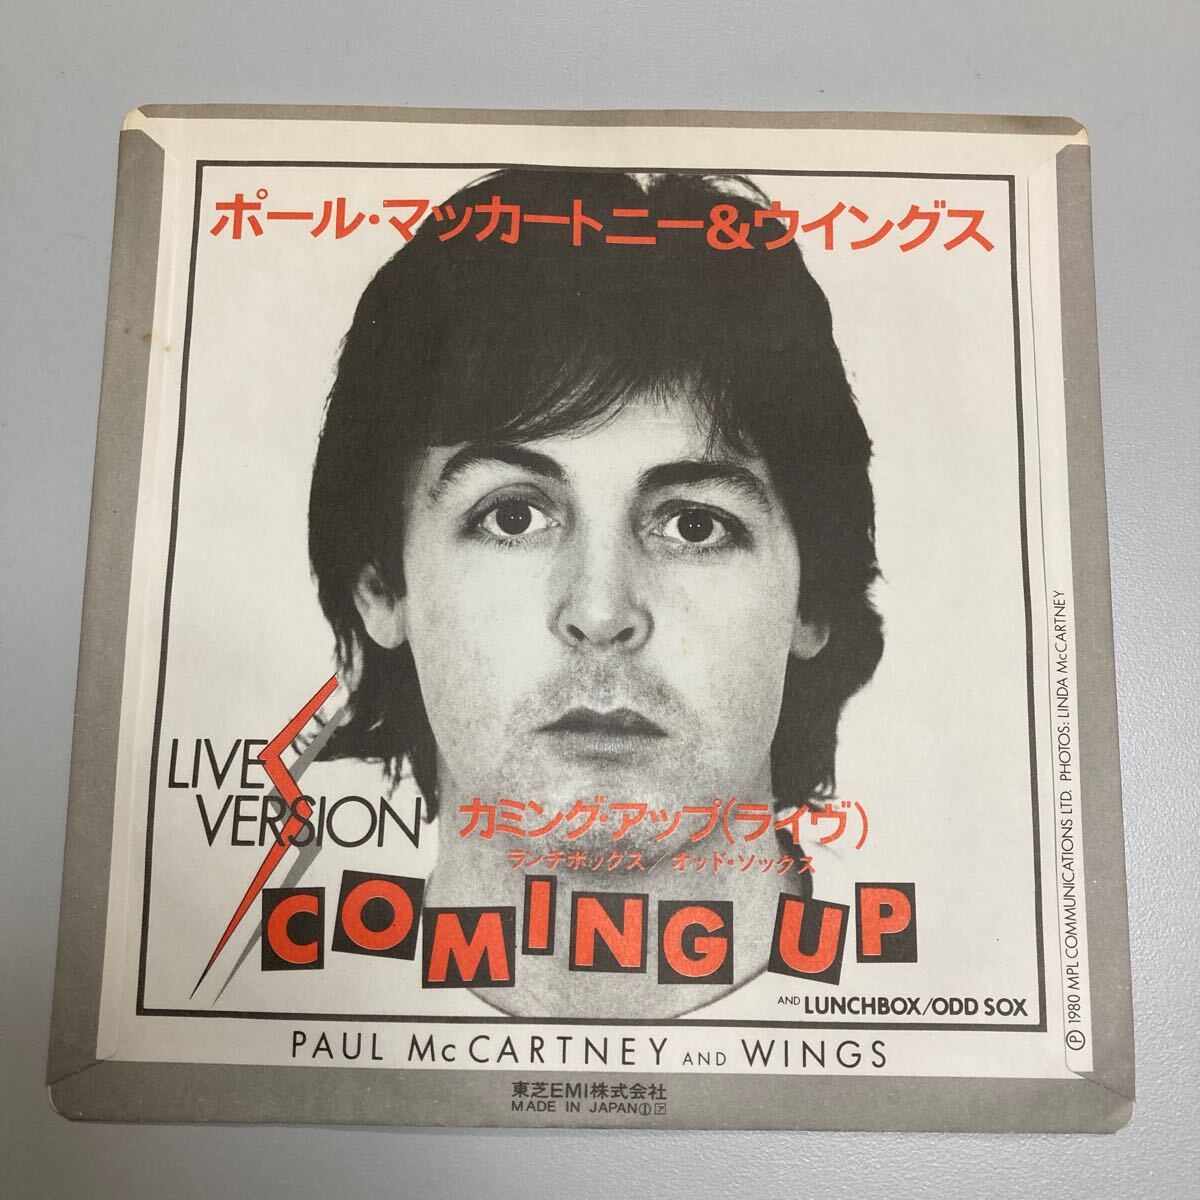 ポール・マッカートニー&ウイングス
LIVE
VERSION
カミング・アップ(ライヴ)
ランチボックス/オッド・ソックス
COMING UP
AND LUNCHBOX/ODD SOX
PAUL McCARTNEY AND WINGS
Ⓟ 1980 MPL COMMUNICATIONS LTD. PHOTOS: LINDA McCARTNEY
東芝EMI株式会社
MADE IN JAPAN